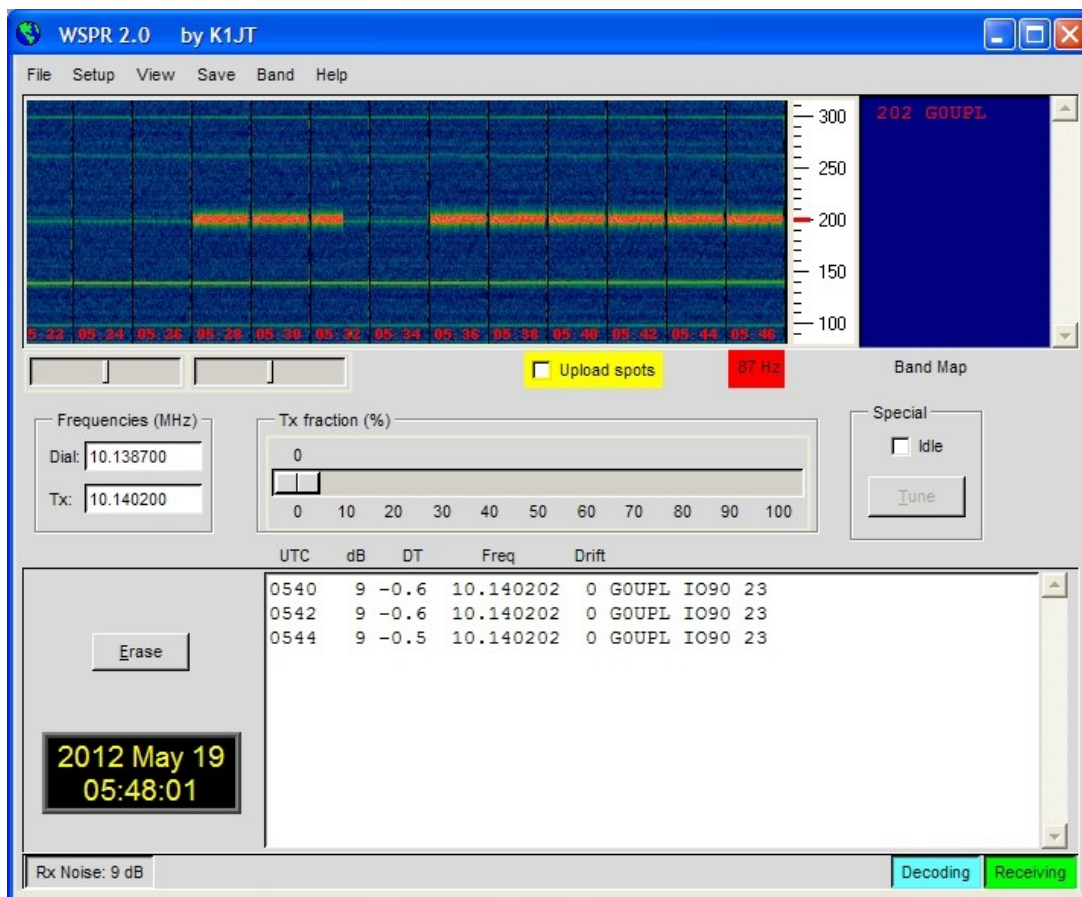 WSPR 2.0 by K1JT
File Setup View Save Band Help
300
250
200
150
100
202 G0UPL
5:22 05:24 05:26 05:28 05:30 05:32 05:34 05:36 05:38 05:40 05:42 05:44 05:46
Upload spots
87 Hz
Band Map
Frequencies (MHz)
Dial: 10.138700
Tx: 10.140200
Tx fraction (%)
0
0 10 20 30 40 50 60 70 80 90 100
Special
Idle
Tune
UTC dB DT Freq Drift
0540 9 -0.6 10.140202 0 G0UPL IO90 23
0542 9 -0.6 10.140202 0 G0UPL IO90 23
0544 9 -0.5 10.140202 0 G0UPL IO90 23
Erase
2012 May 19
05:48:01
Rx Noise: 9 dB
Decoding
Receiving